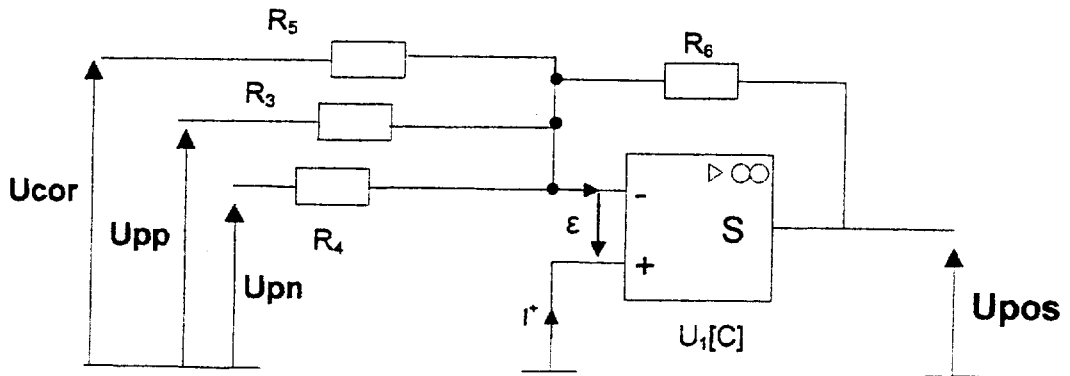 R₅
R₆
R₃
Ucor
Upp
R₄
Upn
ε
-
+
▷ ∞
S
I⁺
U₁[C]
Upos